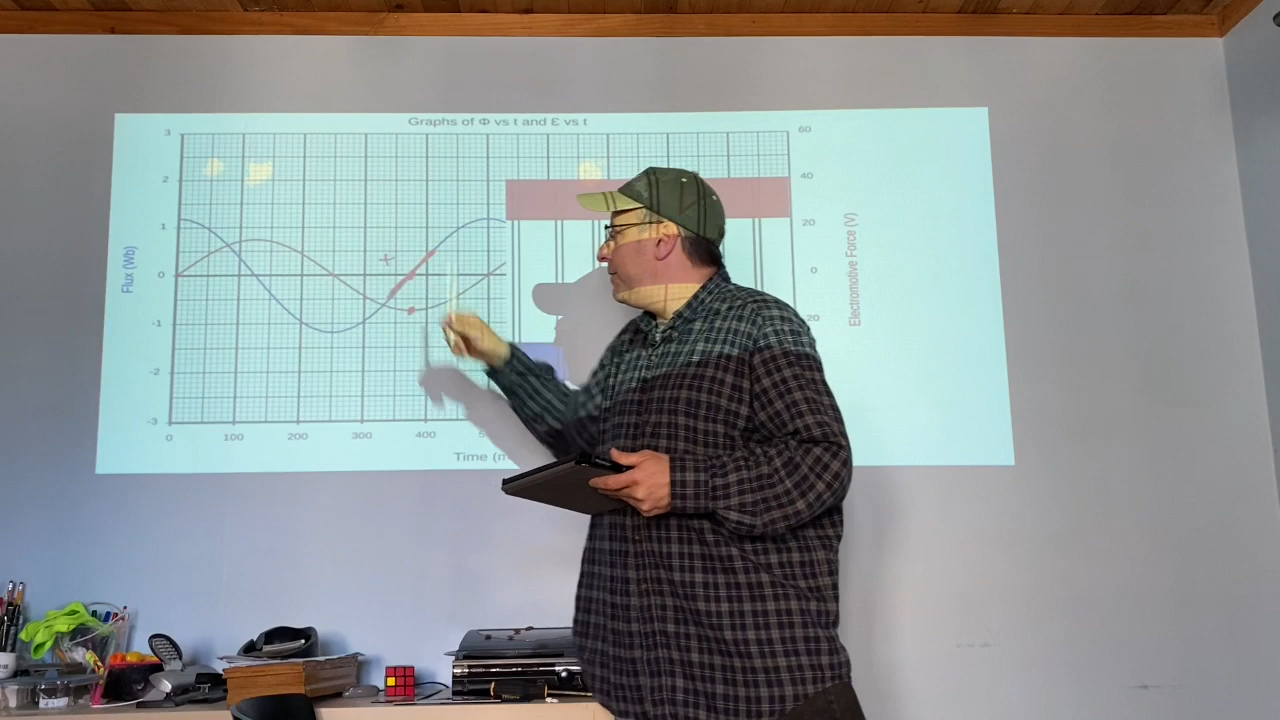 Graphs of Φ vs t and Ɛ vs t
3
2
1
0
-1
-2
-3
0 100 200 300 400
60
40
20
0
20
Flux (Wb)
Electromotive Force (V)
Time
+